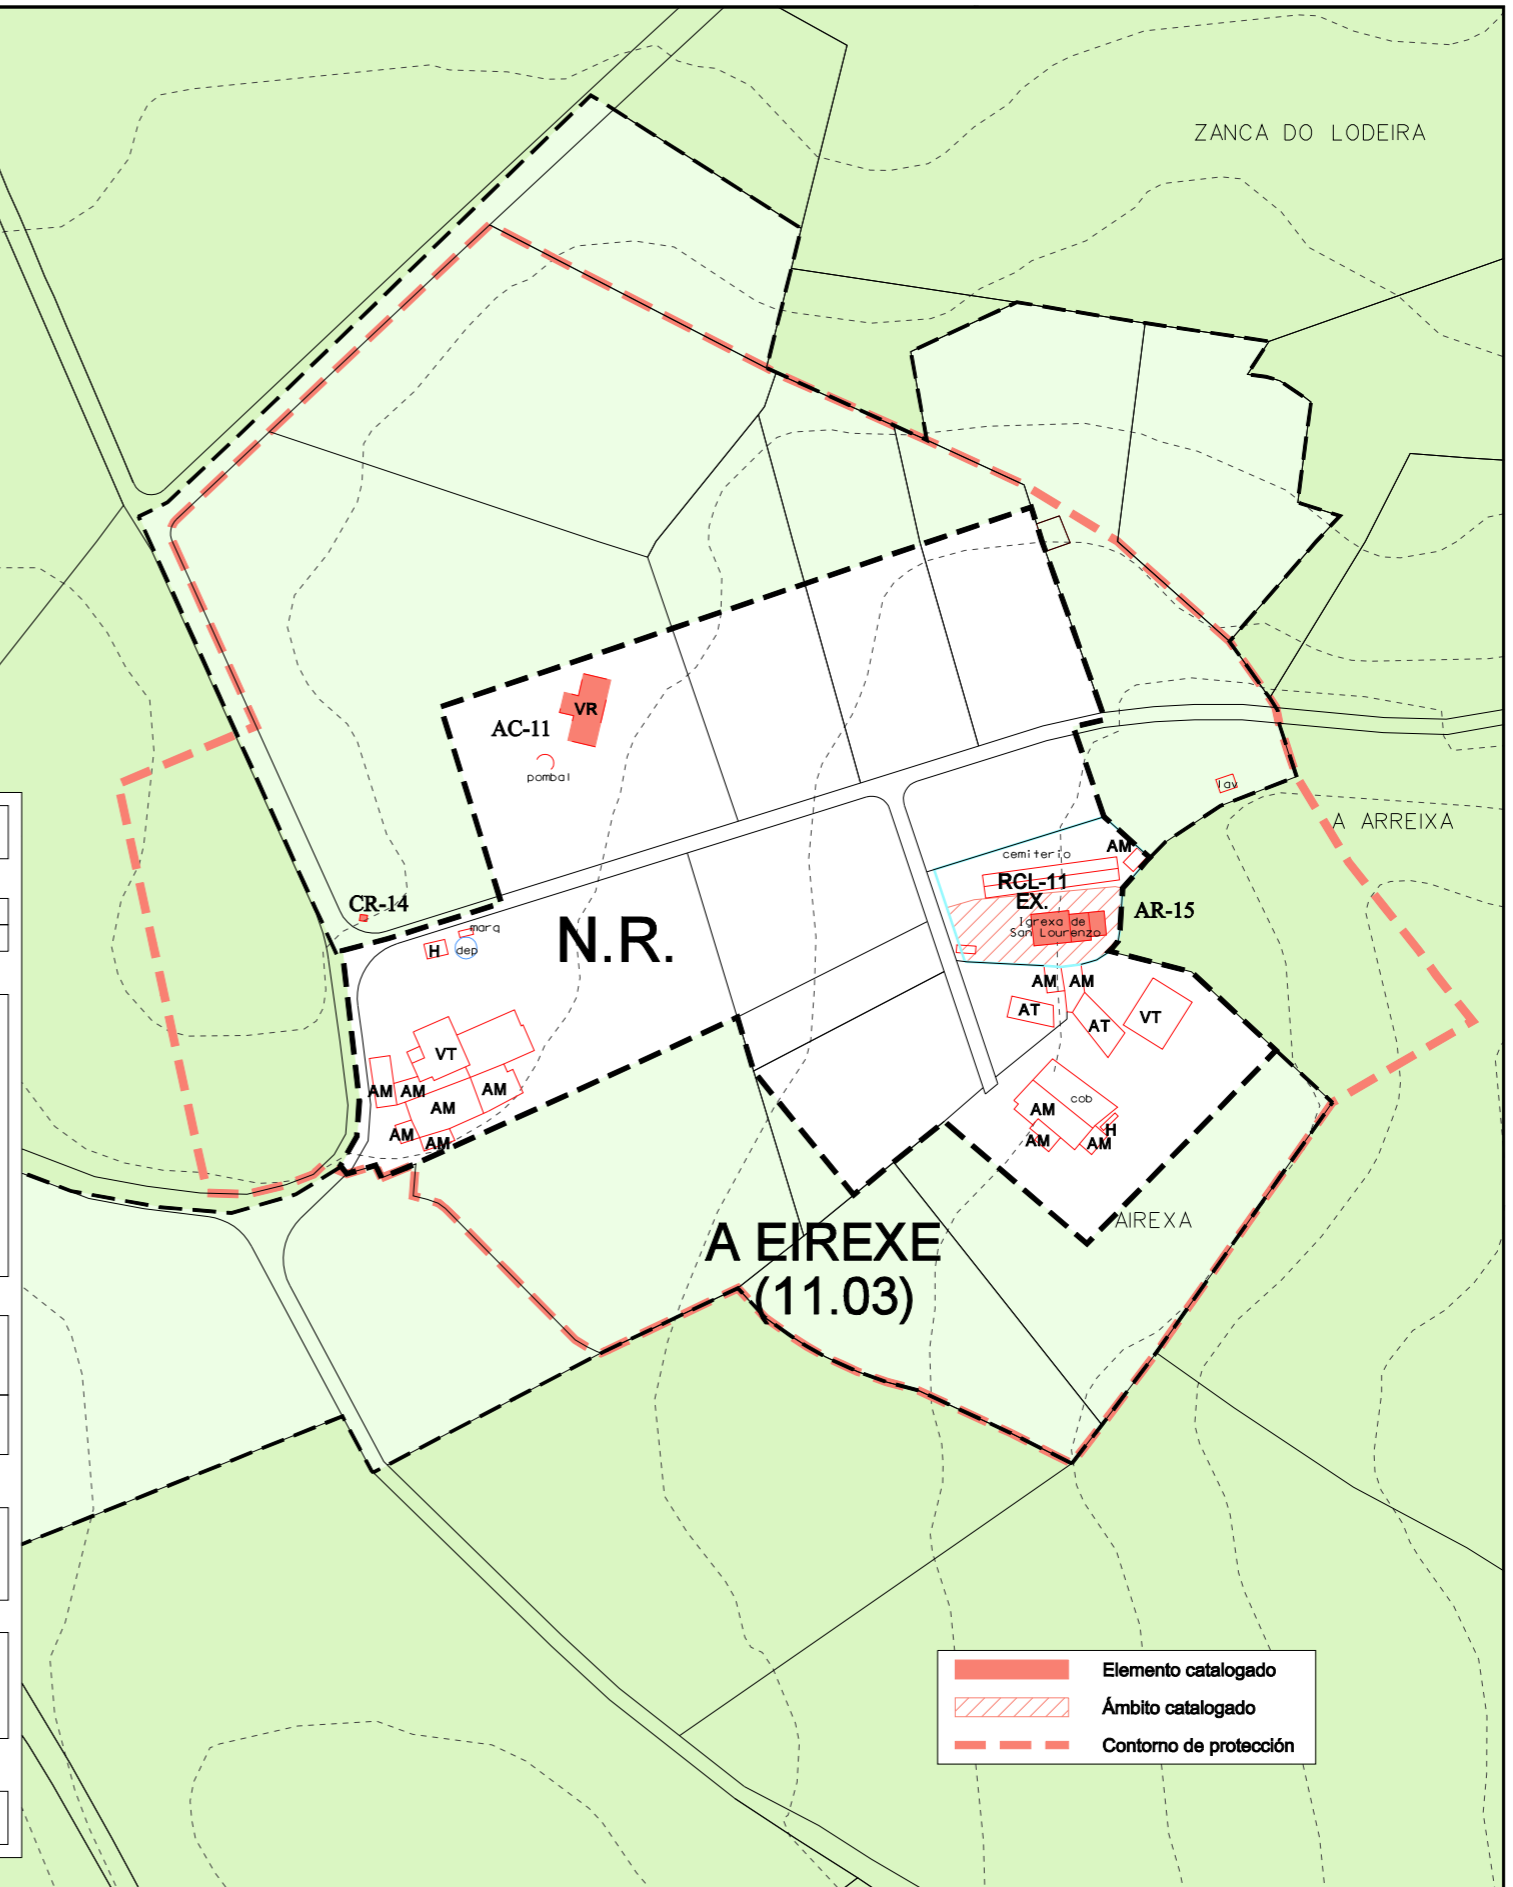 ZANCA DO LODEIRA
VR
AC-11
pombal
lav
A ARREIXA
cemiterio
AM
RCL-11
EX.
CR-14
AR-15
Igrexa de
San Lourenzo
marq
H
dep
N.R.
AM
AM
AT
AT
VT
VT
AM
AM
AM
AM
AM
AM
cob
AM
H
AM
AM
AIREXA
A EIREXE
(11.03)
Elemento catalogado
Ámbito catalogado
Contorno de protección